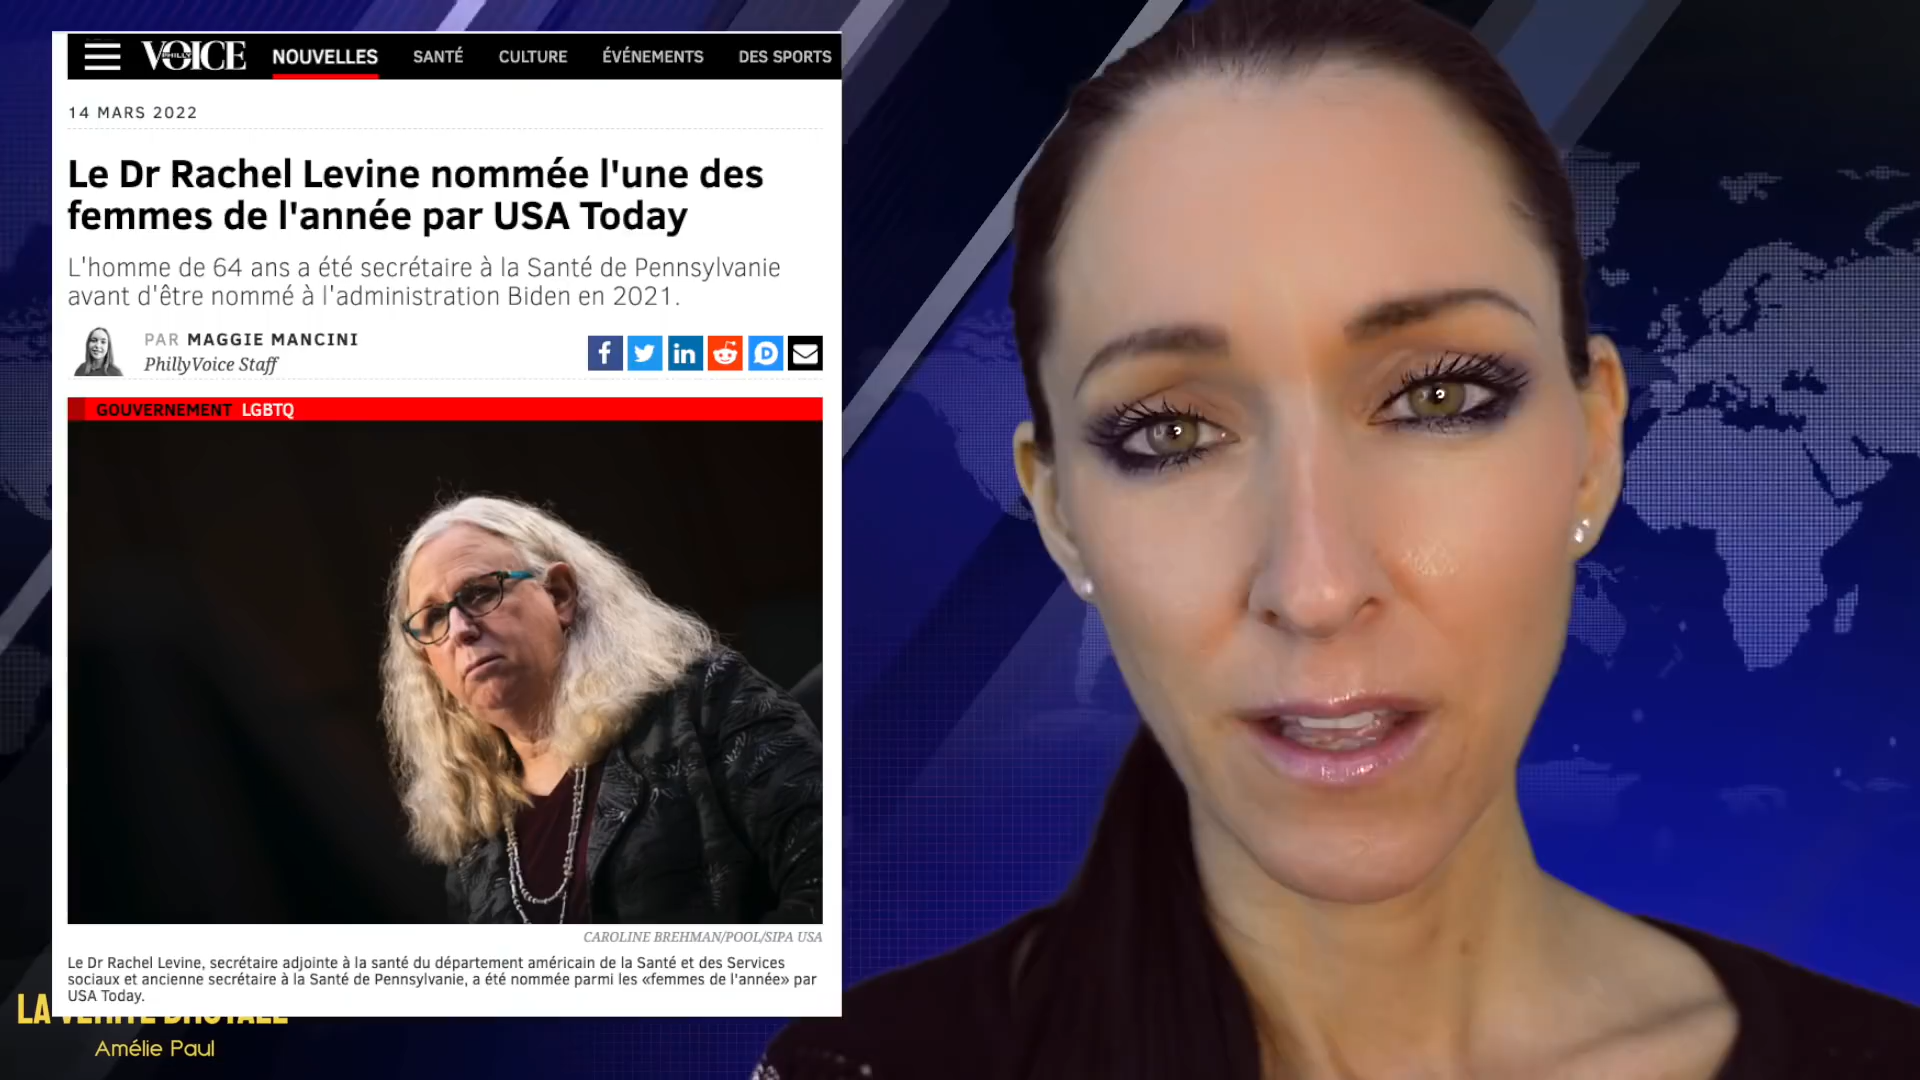 VOICE NOUVELLES SANTÉ CULTURE ÉVÉNEMENTS DES SPORTS
14 MARS 2022
Le Dr Rachel Levine nommée l'une des
femmes de l'année par USA Today
L'homme de 64 ans a été secrétaire à la Santé de Pennsylvanie
avant d'être nommé à l'administration Biden en 2021.
PAR MAGGIE MANCINI
PhillyVoice Staff
GOUVERNEMENT LGBTQ
CAROLINE BREHMAN/POOL/SIPA USA
Le Dr Rachel Levine, secrétaire adjointe à la santé du département américain de la Santé et des Services
sociaux et ancienne secrétaire à la Santé de Pennsylvanie, a été nommée parmi les «femmes de l'année» par
USA Today.
LA
Amélie Paul